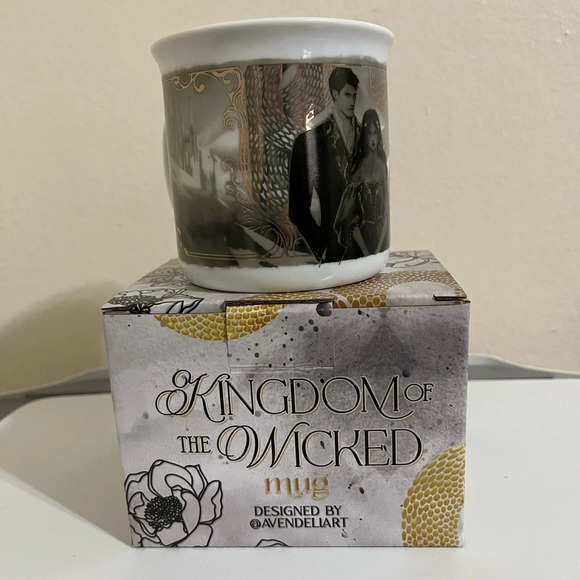 KINGDOM OF
THE WICKED
mug
DESIGNED BY
@AVENDELIART